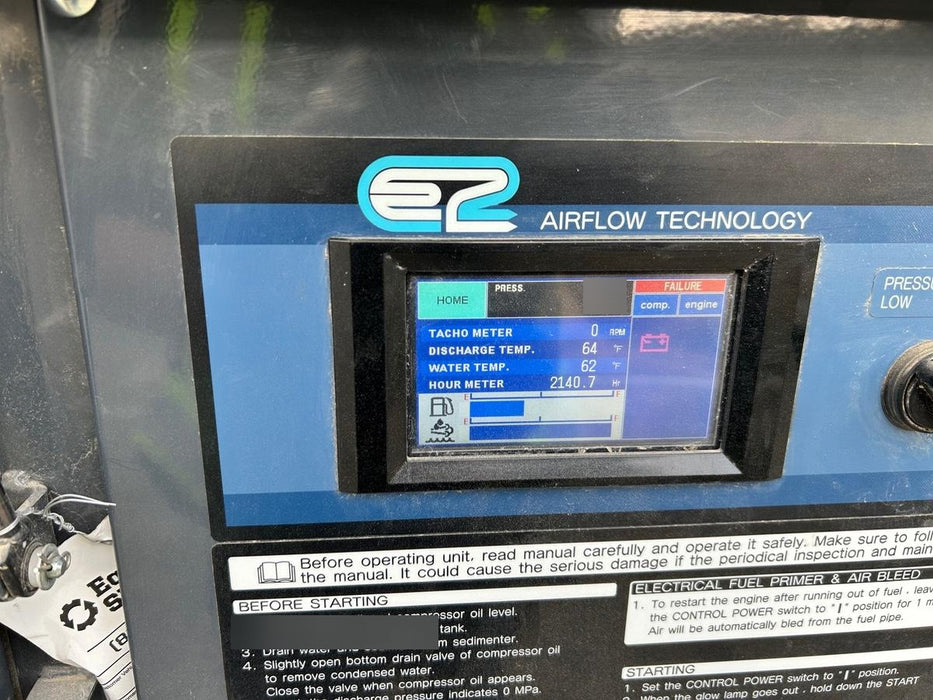 e2
AIRFLOW TECHNOLOGY
HOME
PRESS.
FAILURE
comp. engine
TACHO METER 0 RPM
DISCHARGE TEMP. 64 °F
WATER TEMP. 62 °F
HOUR METER 2140.7 Hr
E F
E F
PRESSU
LOW
Before operating unit, read manual carefully and operate it safely. Make sure to foll
the manual. It could cause the serious damage if the periodical inspection and main
BEFORE STARTING
compressor oil level.
tank.
3. Drain water and sedimenter.
4. Slightly open bottom drain valve of compressor oil
to remove condensed water.
Close the valve when compressor oil appears.
discharge pressure indicates 0 MPa.
ELECTRICAL FUEL PRIMER & AIR BLEED
1. To restart the engine after running out of fuel, leav
the CONTROL POWER switch to "I" position for 1 m
Air will be automatically bled from the fuel pipe.
STARTING
1. Set the CONTROL POWER switch to "I" position.
2. When the glow lamp goes out, hold down the START